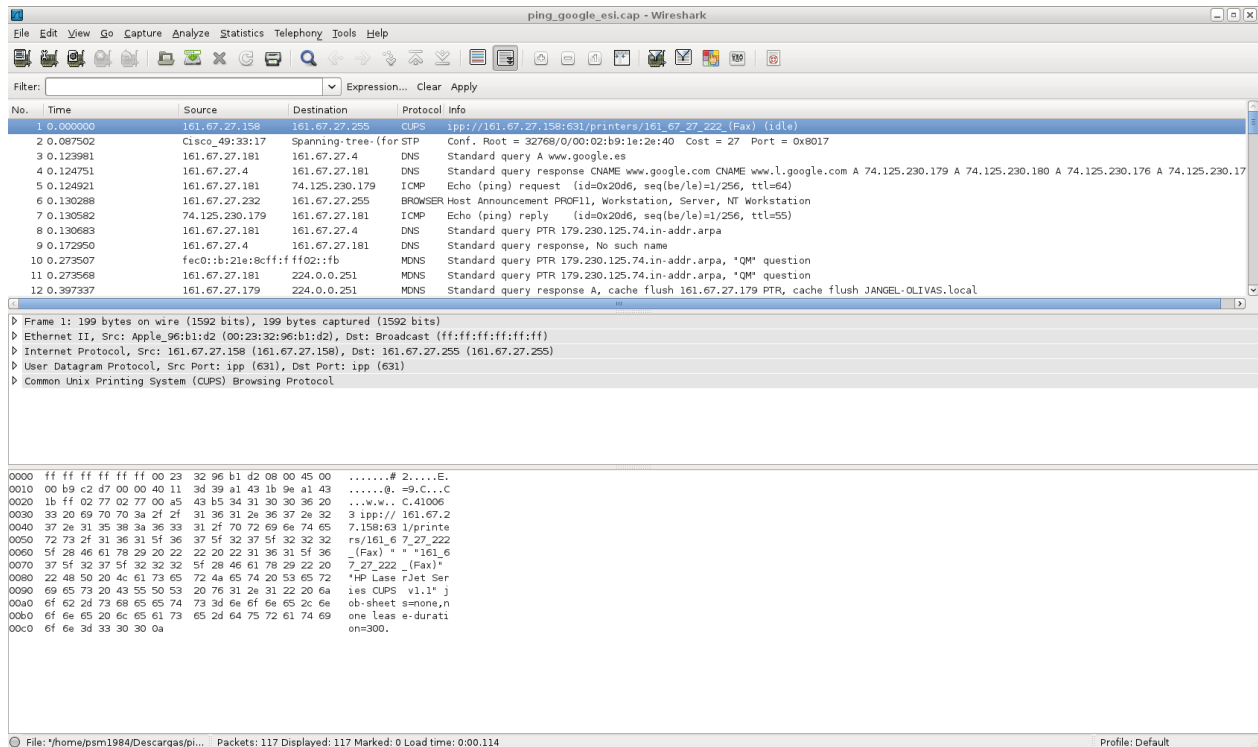 ping_google_esi.cap - Wireshark
File Edit View Go Capture Analyze Statistics Telephony Tools Help
Filter: Expression... Clear Apply
No. Time Source Destination Protocol Info
1 0.000000 161.67.27.158 161.67.27.255 CUPS ipp://161.67.27.158:631/printers/161_67_27_222_(Fax) (idle)
2 0.087502 Cisco_49:33:17 Spanning-tree-(for STP Conf. Root = 32768/0/00:02:b9:1e:2e:40 Cost = 27 Port = 0x8017
3 0.123981 161.67.27.181 161.67.27.4 DNS Standard query A www.google.es
4 0.124751 161.67.27.4 161.67.27.181 DNS Standard query response CNAME www.google.com CNAME www.l.google.com A 74.125.230.179 A 74.125.230.180 A 74.125.230.176 A 74.125.230.17
5 0.124921 161.67.27.181 74.125.230.179 ICMP Echo (ping) request (id=0x20d6, seq(be/le)=1/256, ttl=64)
6 0.130288 161.67.27.232 161.67.27.255 BROWSER Host Announcement PROF11, Workstation, Server, NT Workstation
7 0.130582 74.125.230.179 161.67.27.181 ICMP Echo (ping) reply (id=0x20d6, seq(be/le)=1/256, ttl=55)
8 0.130683 161.67.27.181 161.67.27.4 DNS Standard query PTR 179.230.125.74.in-addr.arpa
9 0.172950 161.67.27.4 161.67.27.181 DNS Standard query response, No such name
10 0.273507 fec0::b:21e:8cff:f ff02::fb MDNS Standard query PTR 179.230.125.74.in-addr.arpa, "QM" question
11 0.273568 161.67.27.181 224.0.0.251 MDNS Standard query PTR 179.230.125.74.in-addr.arpa, "QM" question
12 0.397337 161.67.27.179 224.0.0.251 MDNS Standard query response A, cache flush 161.67.27.179 PTR, cache flush JANGEL-OLIVAS.local
Frame 1: 199 bytes on wire (1592 bits), 199 bytes captured (1592 bits)
Ethernet II, Src: Apple_96:b1:d2 (00:23:32:96:b1:d2), Dst: Broadcast (ff:ff:ff:ff:ff:ff)
Internet Protocol, Src: 161.67.27.158 (161.67.27.158), Dst: 161.67.27.255 (161.67.27.255)
User Datagram Protocol, Src Port: ipp (631), Dst Port: ipp (631)
Common Unix Printing System (CUPS) Browsing Protocol
0000 ff ff ff ff ff ff 00 23 32 96 b1 d2 08 00 45 00 .......# 2.....E.
0010 00 b9 c2 d7 00 00 40 11 3d 39 a1 43 1b 9e a1 43 ......@. =9.C...C
0020 1b ff 02 77 02 77 00 a5 43 b5 34 31 30 30 36 20 ...w.w.. C.41006
0030 33 20 69 70 70 3a 2f 2f 31 36 31 2e 36 37 2e 32 3 ipp:// 161.67.2
0040 37 2e 31 35 38 3a 36 33 31 2f 70 72 69 6e 74 65 7.158:63 1/printe
0050 72 73 2f 31 36 31 5f 36 37 5f 32 37 5f 32 32 32 rs/161_6 7_27_222
0060 5f 28 46 61 78 29 20 22 22 20 22 31 36 31 5f 36 _(Fax) " " "161_6
0070 37 5f 32 37 5f 32 32 32 5f 28 46 61 78 29 22 20 7_27_222 _(Fax)"
0080 22 48 50 20 4c 61 73 65 72 4a 65 74 20 53 65 72 "HP Lase rJet Ser
0090 69 65 73 20 43 55 50 53 20 76 31 2e 31 22 20 6a ies CUPS v1.1" j
00a0 6f 62 2d 73 68 65 65 74 73 3d 6e 6f 6e 65 2c 6e ob-sheet s=none,n
00b0 6f 6e 65 20 6c 65 61 73 65 2d 64 75 72 61 74 69 one leas e-durati
00c0 6f 6e 3d 33 30 30 0a on=300.
File: "/home/psm1984/Descargas/pi... Packets: 117 Displayed: 117 Marked: 0 Load time: 0:00.114 Profile: Default